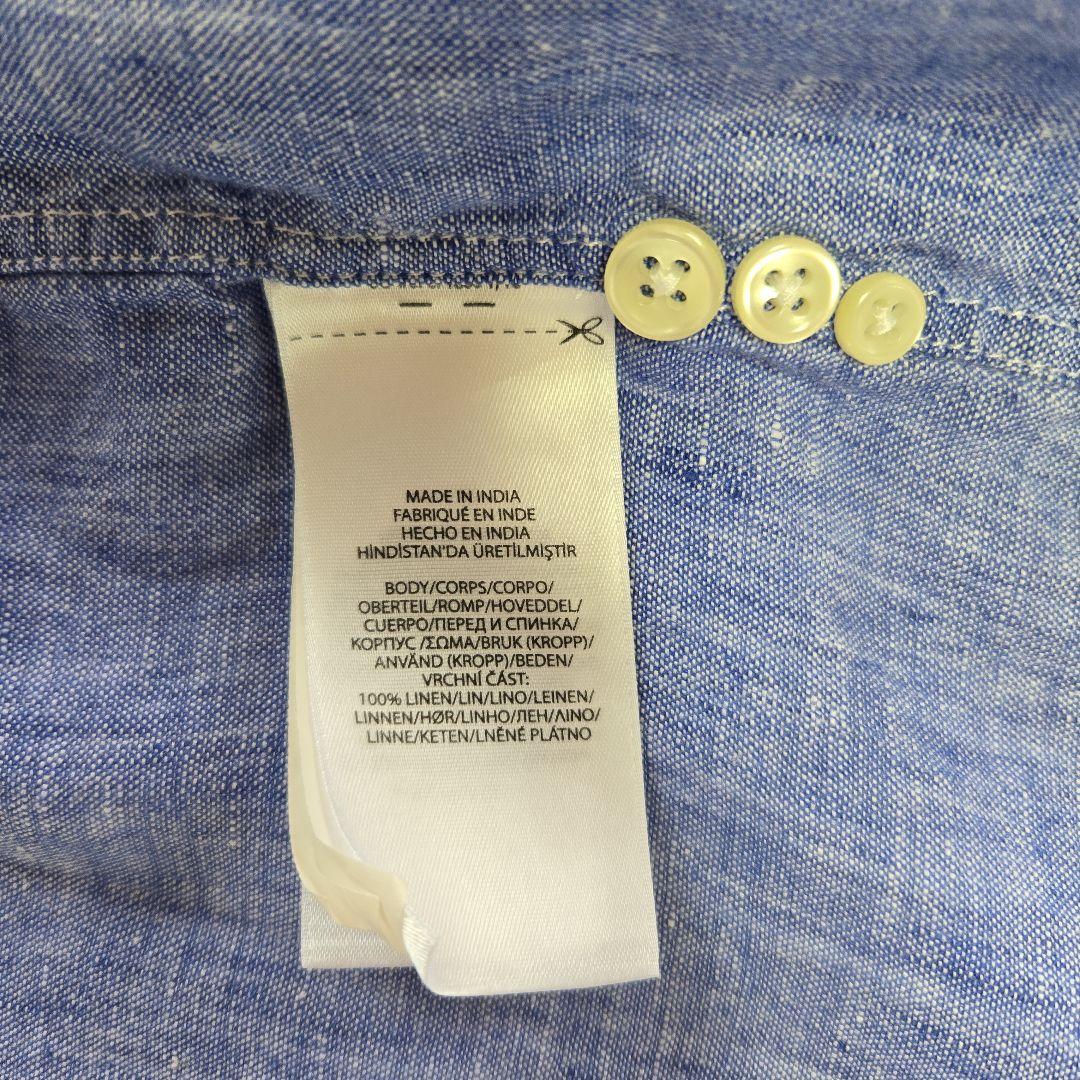 MADE IN INDIA
FABRIQUÉ EN INDE
HECHO EN INDIA
HİNDİSTAN'DA ÜRETİLMİŞTİR
BODY/CORPS/CORPO/
OBERTEIL/ROMP/HOVEDDEL/
CUERPO/ПЕРЕД И СПИНКА/
КОРПУС /ΣΩΜΑ/BRUK (KROPP)/
ANVÄND (KROPP)/BEDEN/
VRCHNÍ ČÁST:
100% LINEN/LIN/LINO/LEINEN/
LINNEN/HØR/LINHO/ЛЕН/ΛΙΝΟ/
LINNE/KETEN/LNĚNÉ PLÁTNO